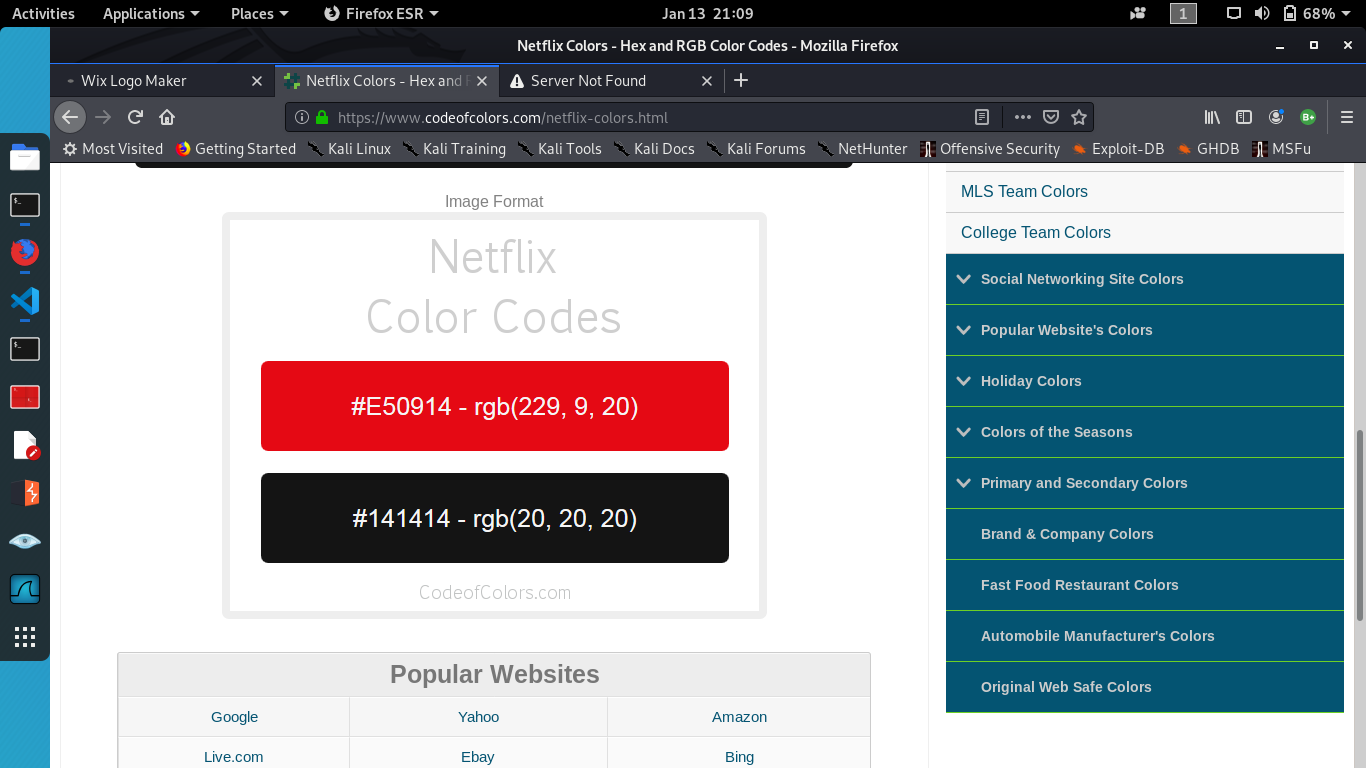 Activities Applications Places Firefox ESR Jan 13 21:09 1 68%
Netflix Colors - Hex and RGB Color Codes - Mozilla Firefox
Wix Logo Maker Netflix Colors - Hex and R Server Not Found
https://www.codeofcolors.com/netflix-colors.html
Most Visited Getting Started Kali Linux Kali Training Kali Tools Kali Docs Kali Forums NetHunter Offensive Security Exploit-DB GHDB MSFu
Image Format
Netflix
Color Codes
#E50914 - rgb(229, 9, 20)
#141414 - rgb(20, 20, 20)
CodeofColors.com
Popular Websites
Google Yahoo Amazon
Live.com Ebay Bing
MLS Team Colors
College Team Colors
Social Networking Site Colors
Popular Website's Colors
Holiday Colors
Colors of the Seasons
Primary and Secondary Colors
Brand & Company Colors
Fast Food Restaurant Colors
Automobile Manufacturer's Colors
Original Web Safe Colors